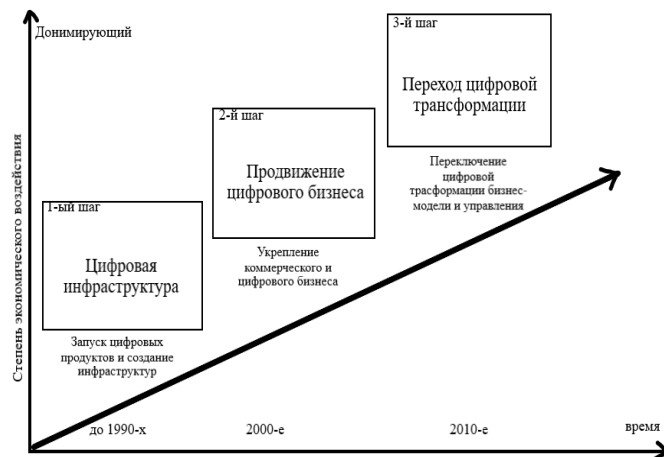 3-й шаг
Донимирующий
Переход цифровой
трансформации
2-й шаг
Продвижение
цифрового бизнеса
Переключение
цифровой
трасформации бизнес-
модели и управления
1-ый шаг
Цифровая
инфраструктура
Укрепление
коммерческого и
цифрового бизнеса
Запуск цифровых
продуктов и создание
инфраструктур
Степень экономического воздействия
до 1990-х
2000-е
2010-е
время